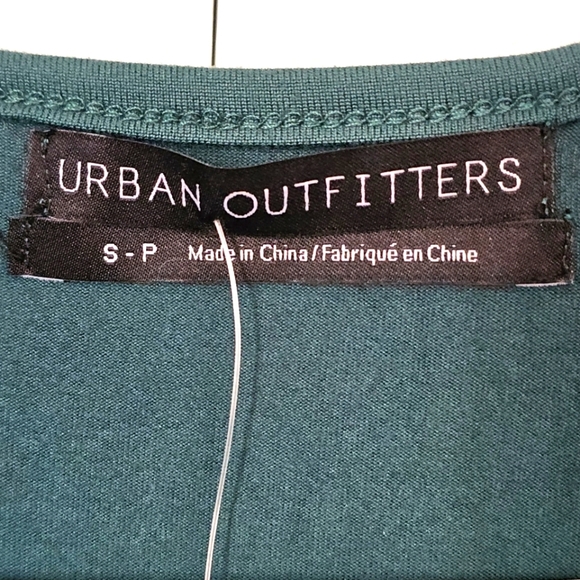 URBAN OUTFITTERS
S - P Made in China / Fabriqué en Chine